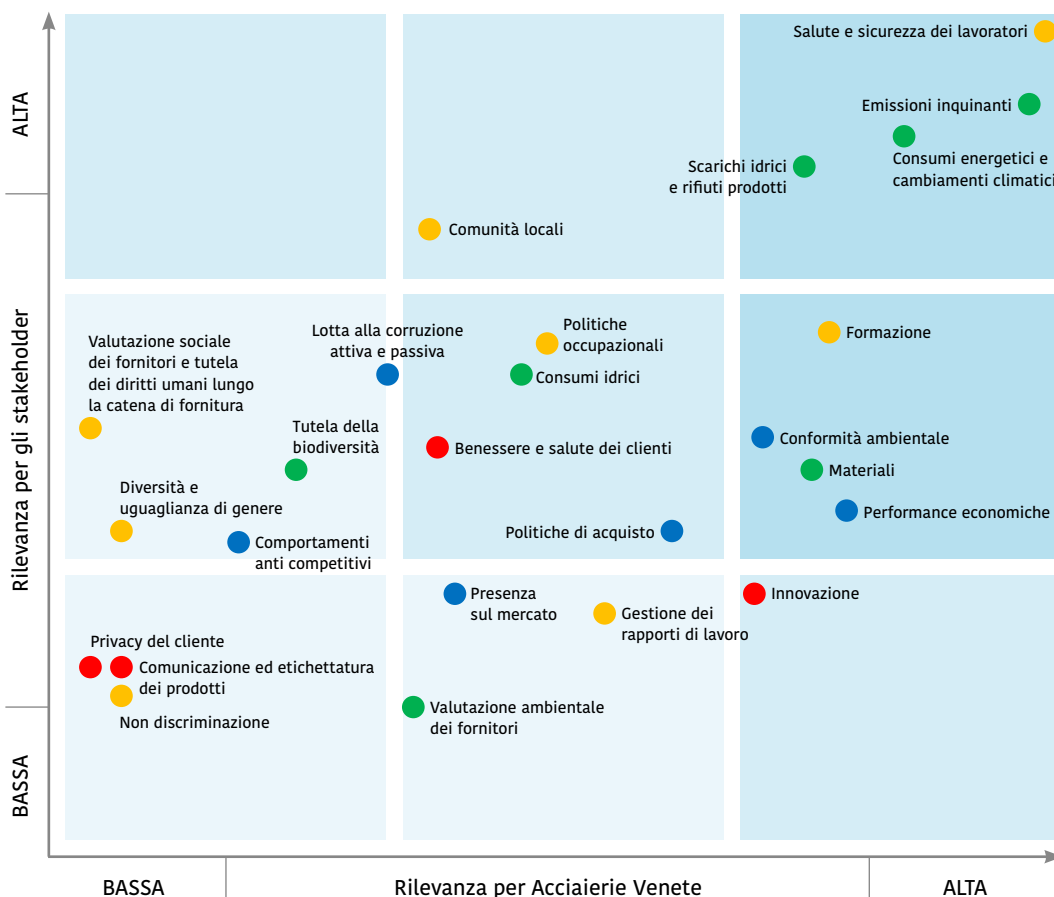 Salute e sicurezza dei lavoratori
ALTA
Emissioni inquinanti
Consumi energetici e
cambiamenti climatici
Scarichi idrici
e rifiuti prodotti
Comunità locali
Rilevanza per gli stakeholder
Lotta alla corruzione
attiva e passiva
Politiche
occupazionali
Formazione
Valutazione sociale
dei fornitori e tutela
dei diritti umani lungo
la catena di fornitura
Consumi idrici
Tutela della
biodiversità
Benessere e salute dei clienti
Conformità ambientale
Materiali
Diversità e
uguaglianza di genere
Performance economiche
Politiche di acquisto
Comportamenti
anti competitivi
Presenza
sul mercato
Innovazione
Gestione dei
rapporti di lavoro
Privacy del cliente
Comunicazione ed etichettatura
dei prodotti
Non discriminazione
Valutazione ambientale
dei fornitori
BASSA
BASSA
Rilevanza per Acciaierie Venete
ALTA